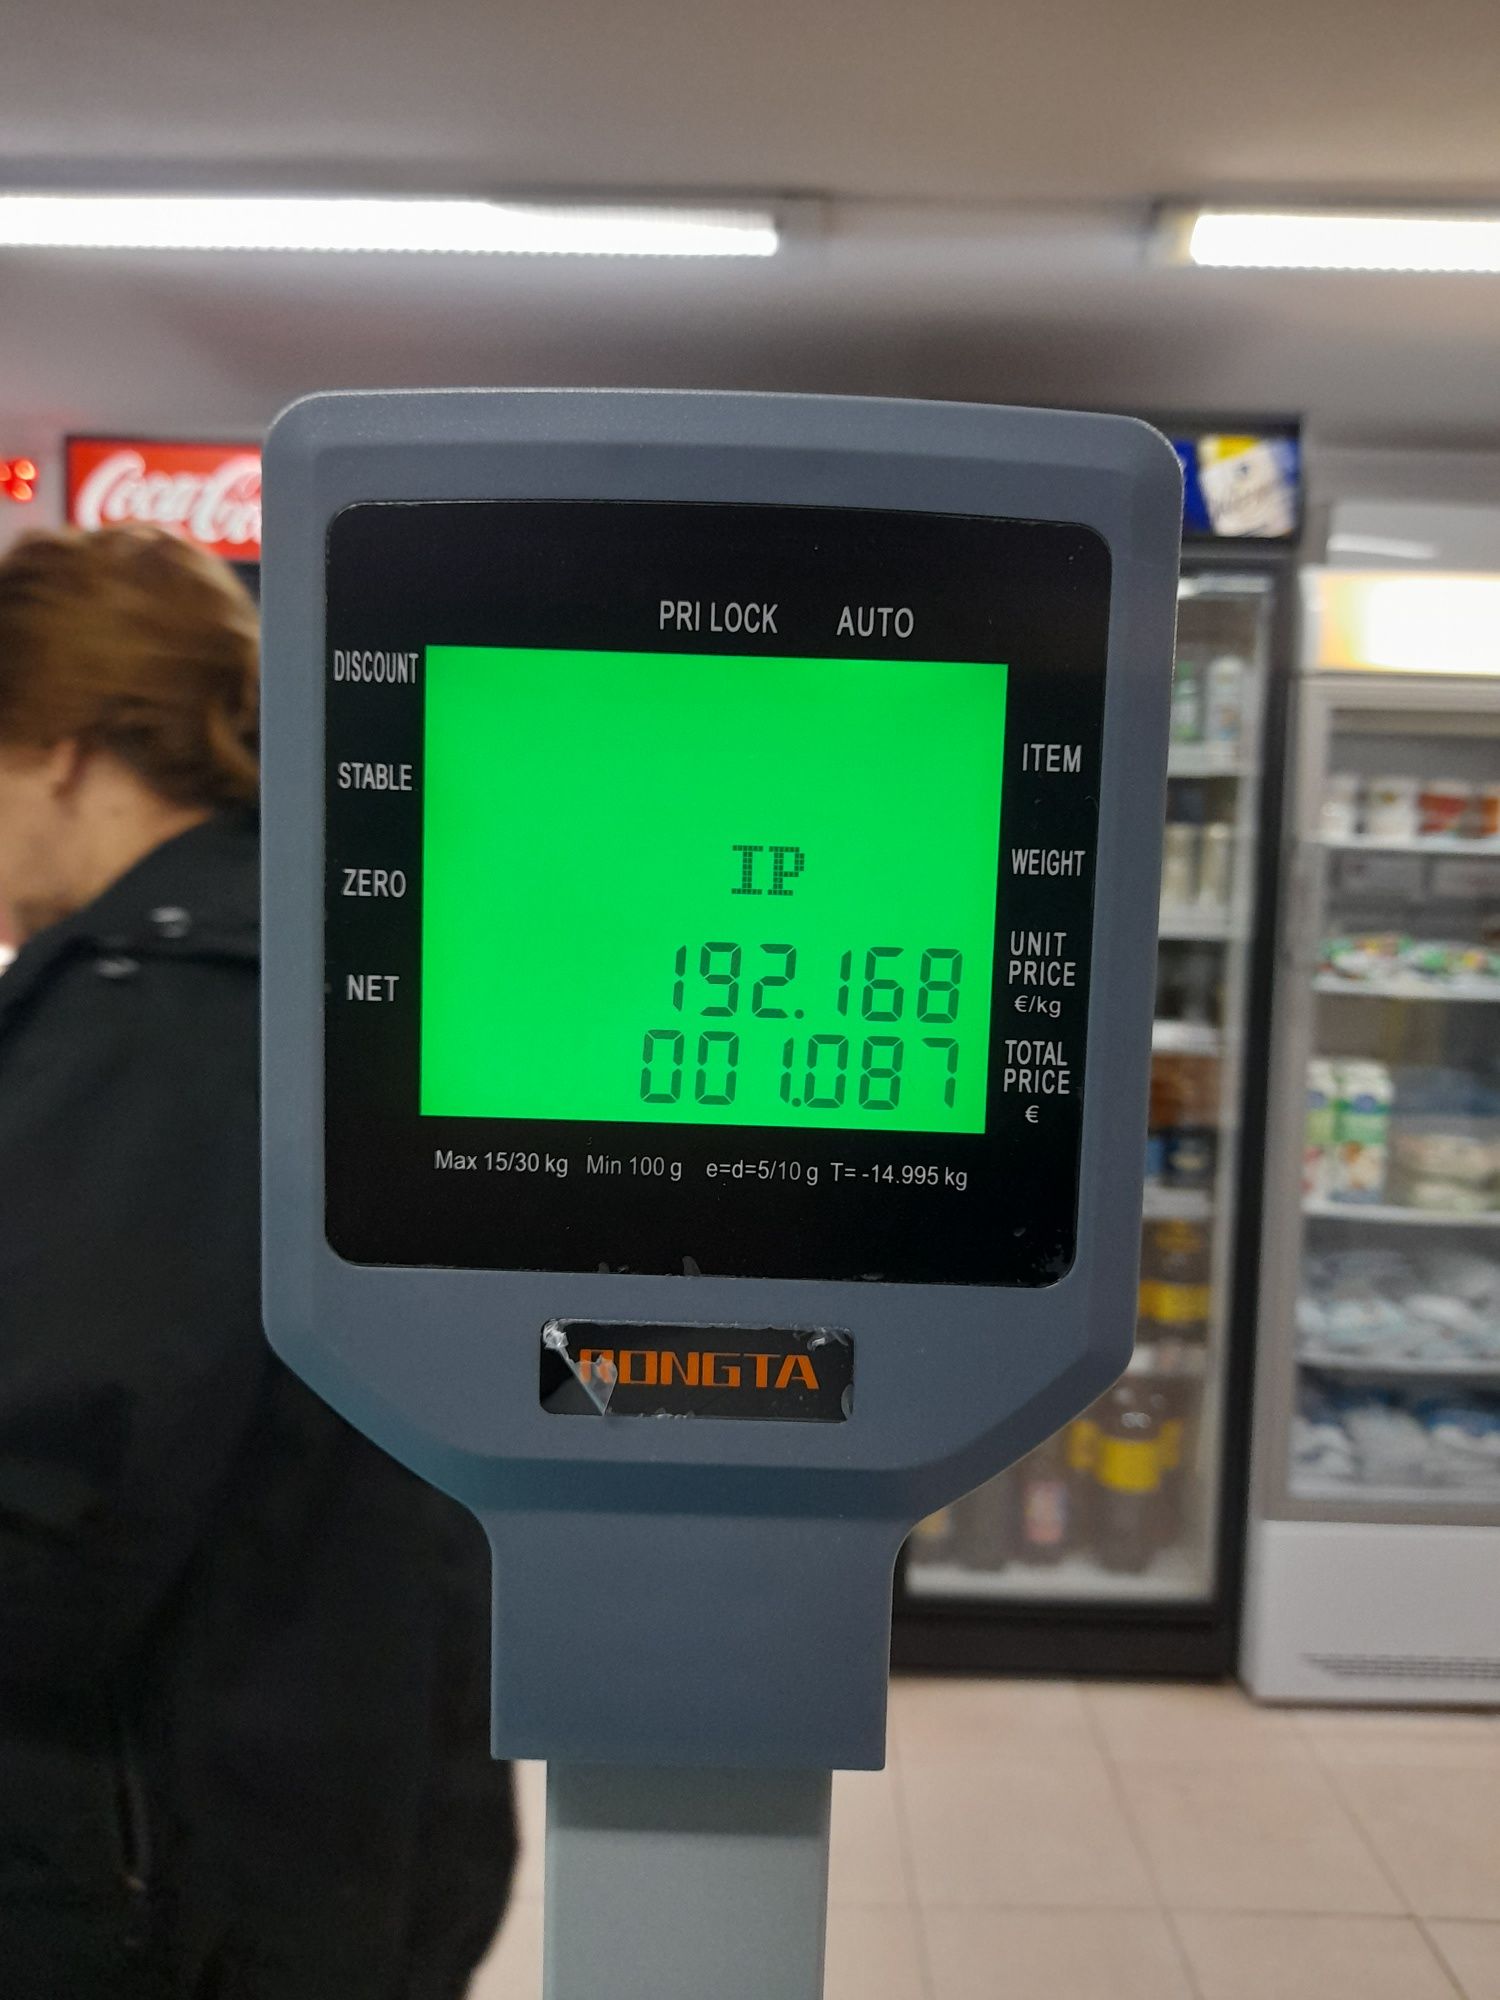 Coca-Co
PRI LOCK AUTO
DISCOUNT
STABLE
ZERO
NET
ITEM
WEIGHT
UNIT
PRICE
€/kg
TOTAL
PRICE
€
IP
192.168
001.087
Max 15/30 kg Min 100 g e=d=5/10 g T= -14.995 kg
RONGTA